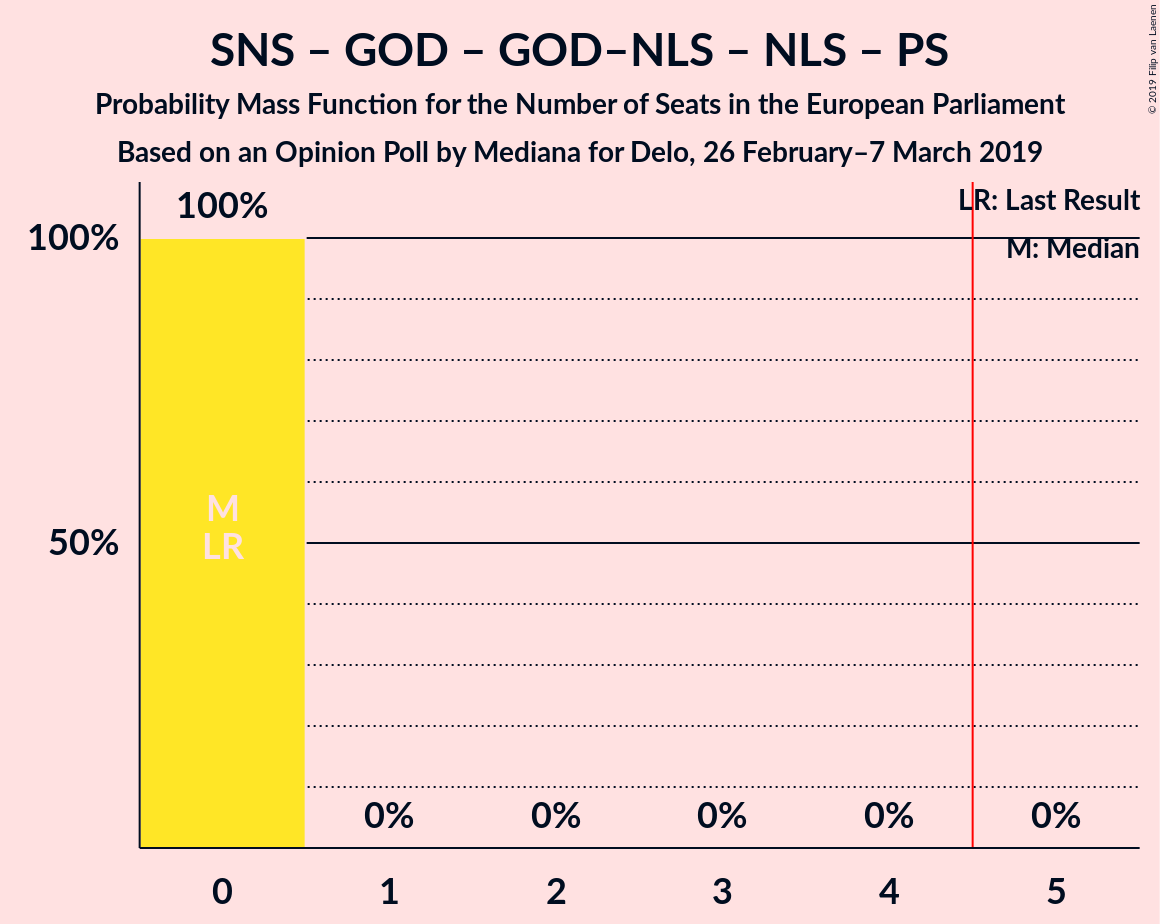 SNS – GOD – GOD–NLS – NLS – PS
Probability Mass Function for the Number of Seats in the European Parliament
Based on an Opinion Poll by Mediana for Delo, 26 February–7 March 2019
© 2019 Filip van Laenen
LR: Last Result
M: Median
100%
100%
50%
M
LR
0% 0% 0% 0% 0%
0 1 2 3 4 5